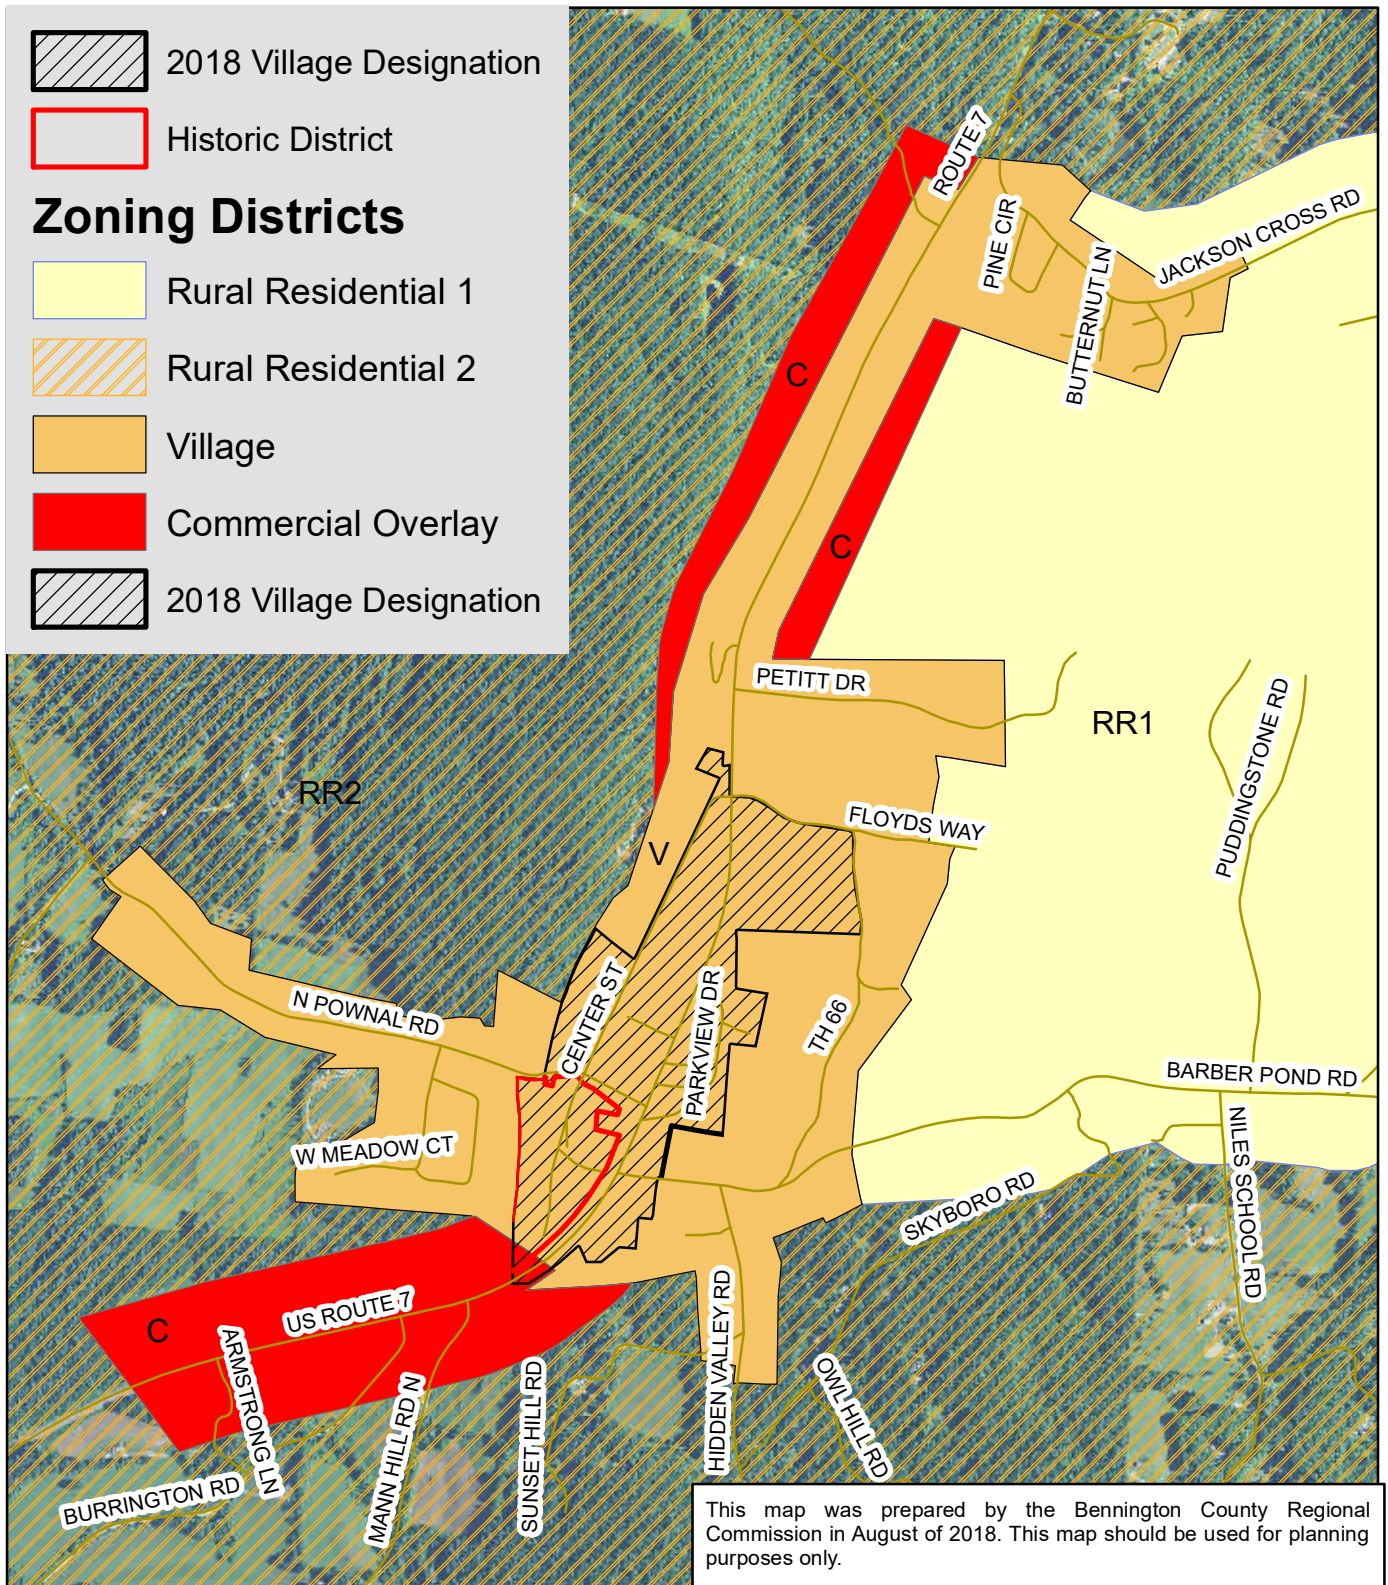 2018 Village Designation
Historic District
Zoning Districts
Rural Residential 1
Rural Residential 2
Village
Commercial Overlay
2018 Village Designation
ROUTE 7
PINE CIR
JACKSON CROSS RD
BUTTERNUT LN
C
C
PETITT DR
RR1
PUDDINGSTONE RD
RR2
FLOYDS WAY
V
CENTER ST
PARKVIEW DR
N POWNAL RD
TH 66
BARBER POND RD
W MEADOW CT
NILES SCHOOL RD
SKYBORO RD
US ROUTE 7
C
ARMSTRONG LN
HIDDEN VALLEY RD
SUNSET HILL RD
OWL HILL RD
MANN HILL RD N
BURRINGTON RD
This map was prepared by the Bennington County Regional
Commission in August of 2018. This map should be used for planning
purposes only.